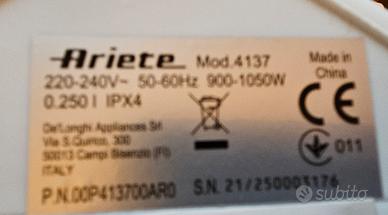 Ariete Mod.4137
Made in
China
220-240V~ 50-60Hz 900-1050W
0.250 l IPX4
CE
De'Longhi Appliances Srl
Via S.Quirico, 300
50013 Campi Bisenzio (FI)
ITALY
011
P.N.00P413700AR0 S.N. 21/250003176
subito